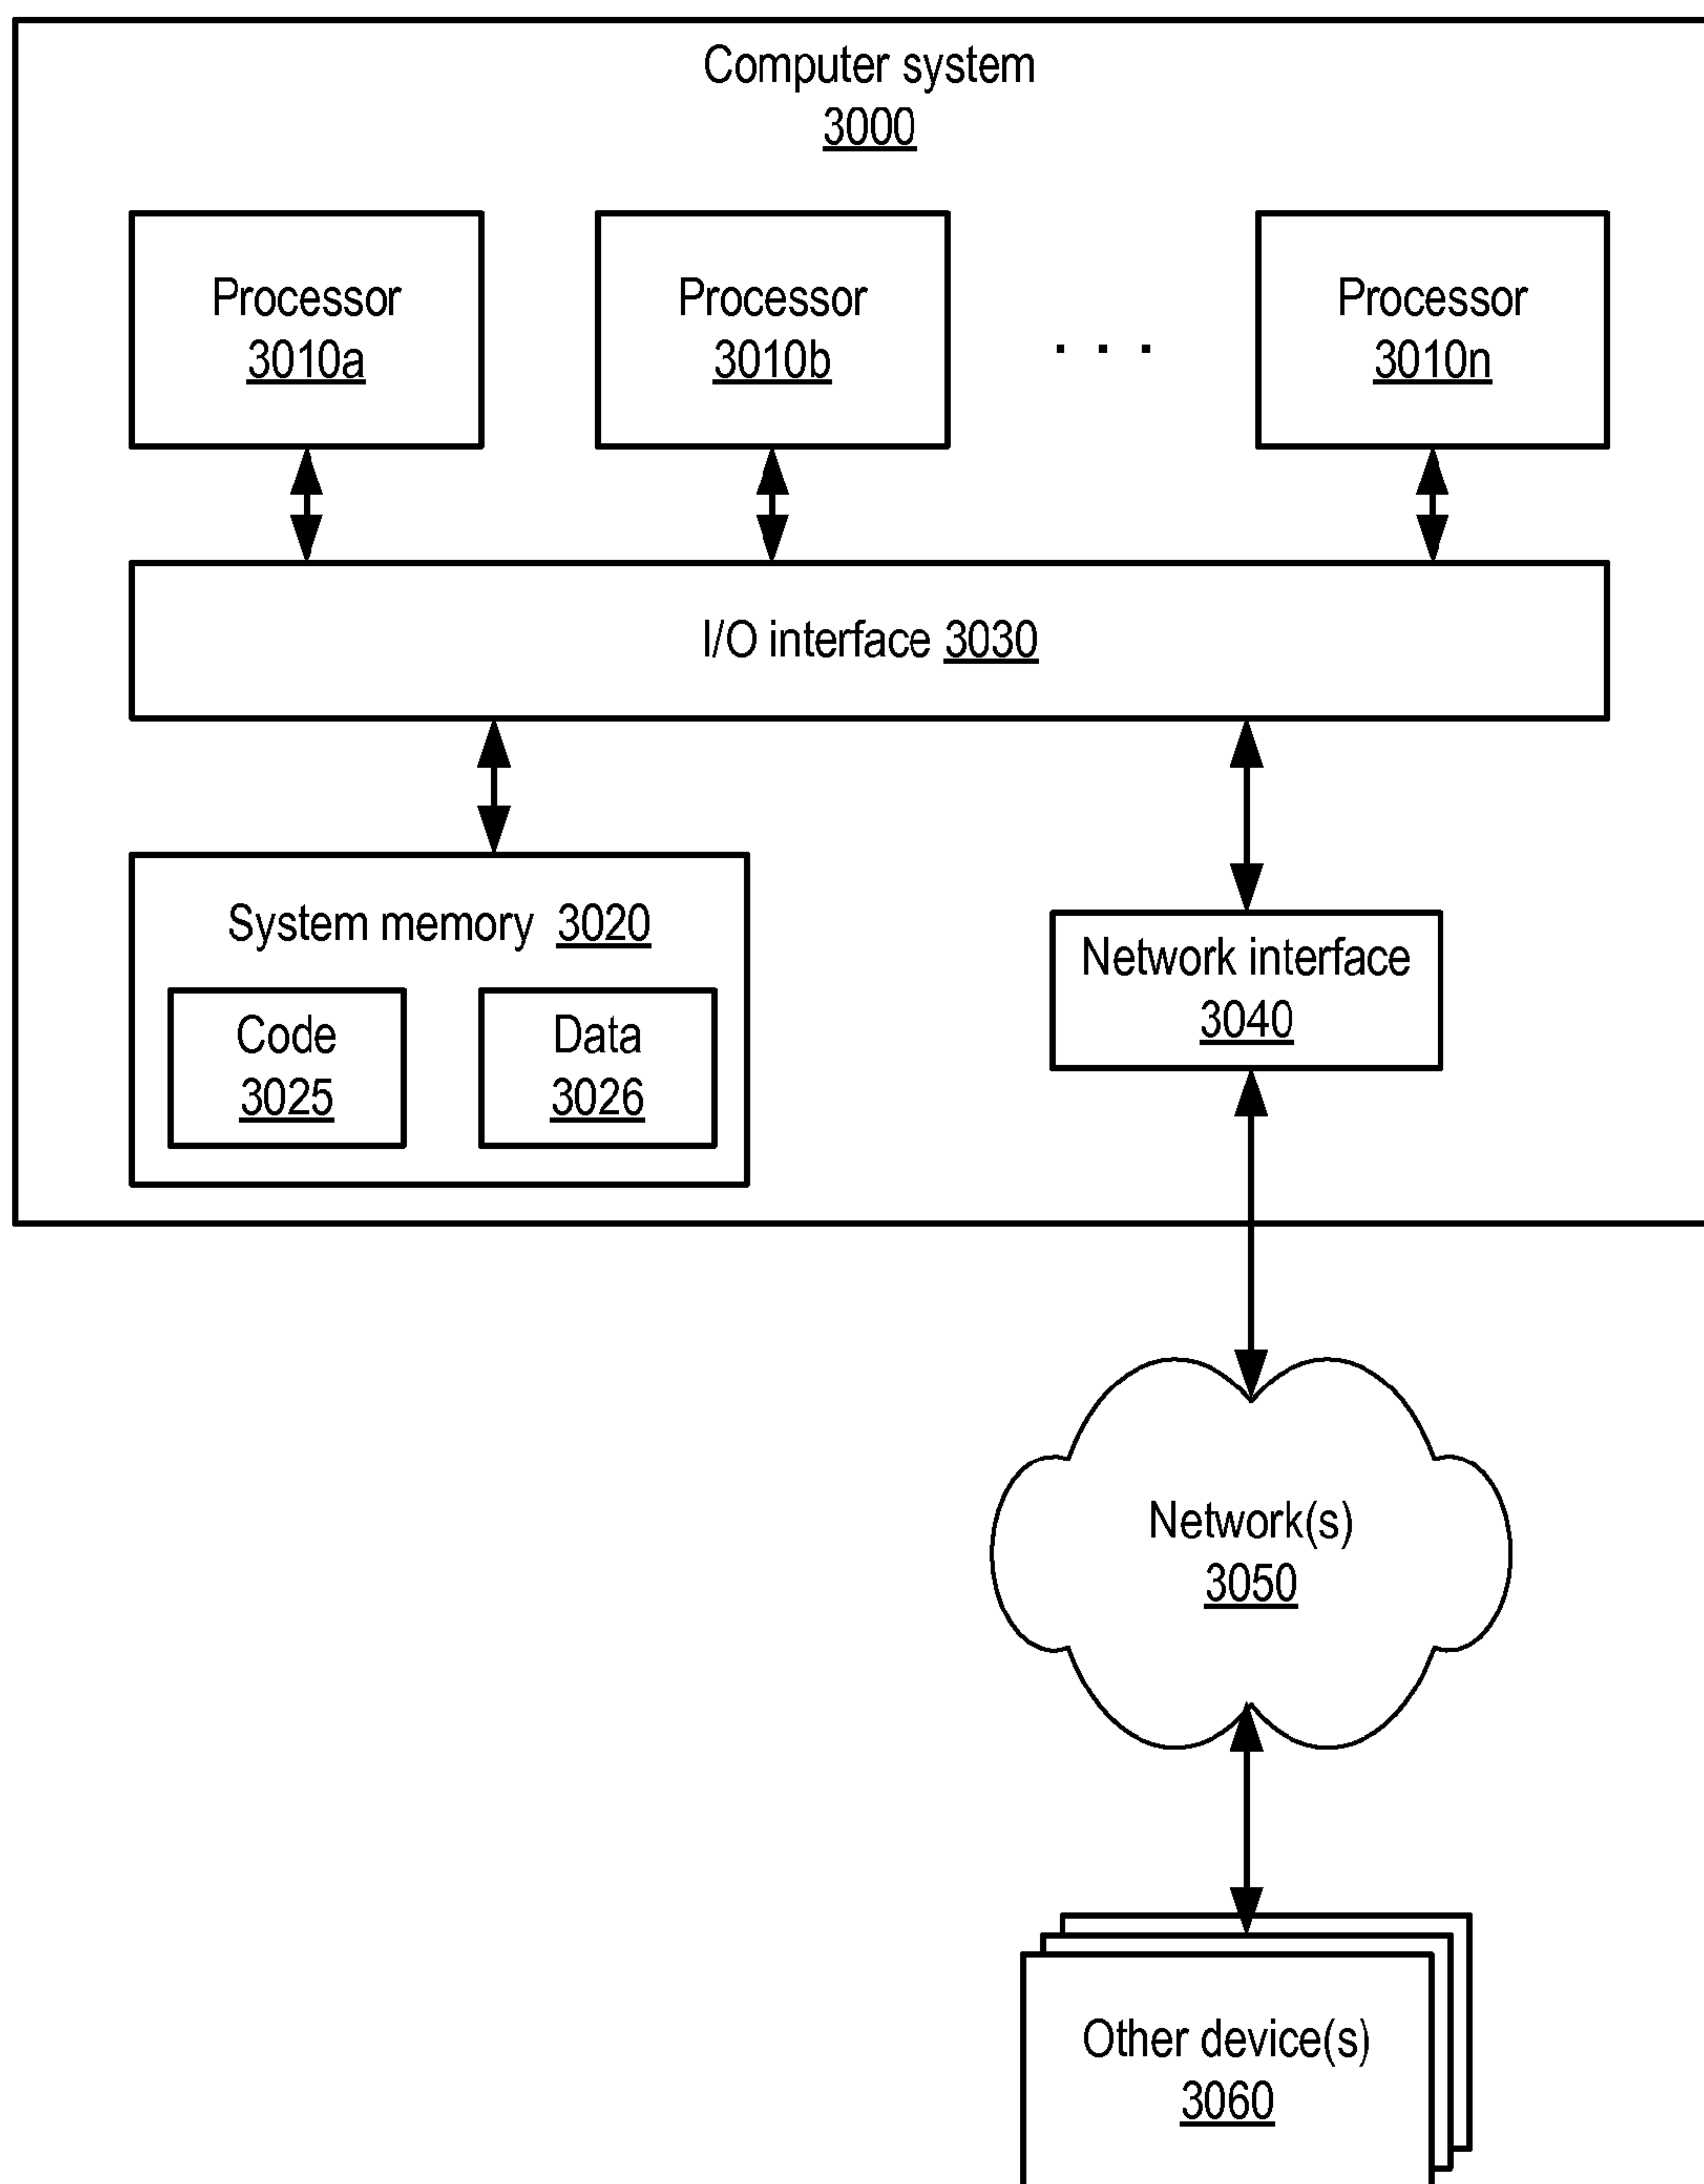 Computer system
3000
Processor
3010a
Processor
3010b
. . .
Processor
3010n
I/O interface 3030
System memory 3020
Code
3025
Data
3026
Network interface
3040
Network(s)
3050
Other device(s)
3060